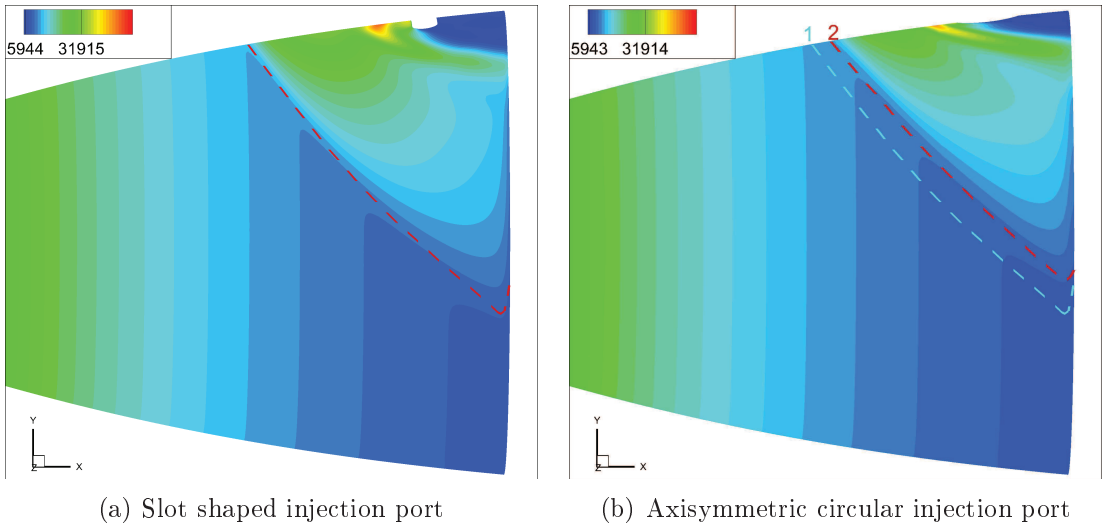 5944 31915
Y
Z X
(a) Slot shaped injection port
5943 31914
1 2
Y
Z X
(b) Axisymmetric circular injection port